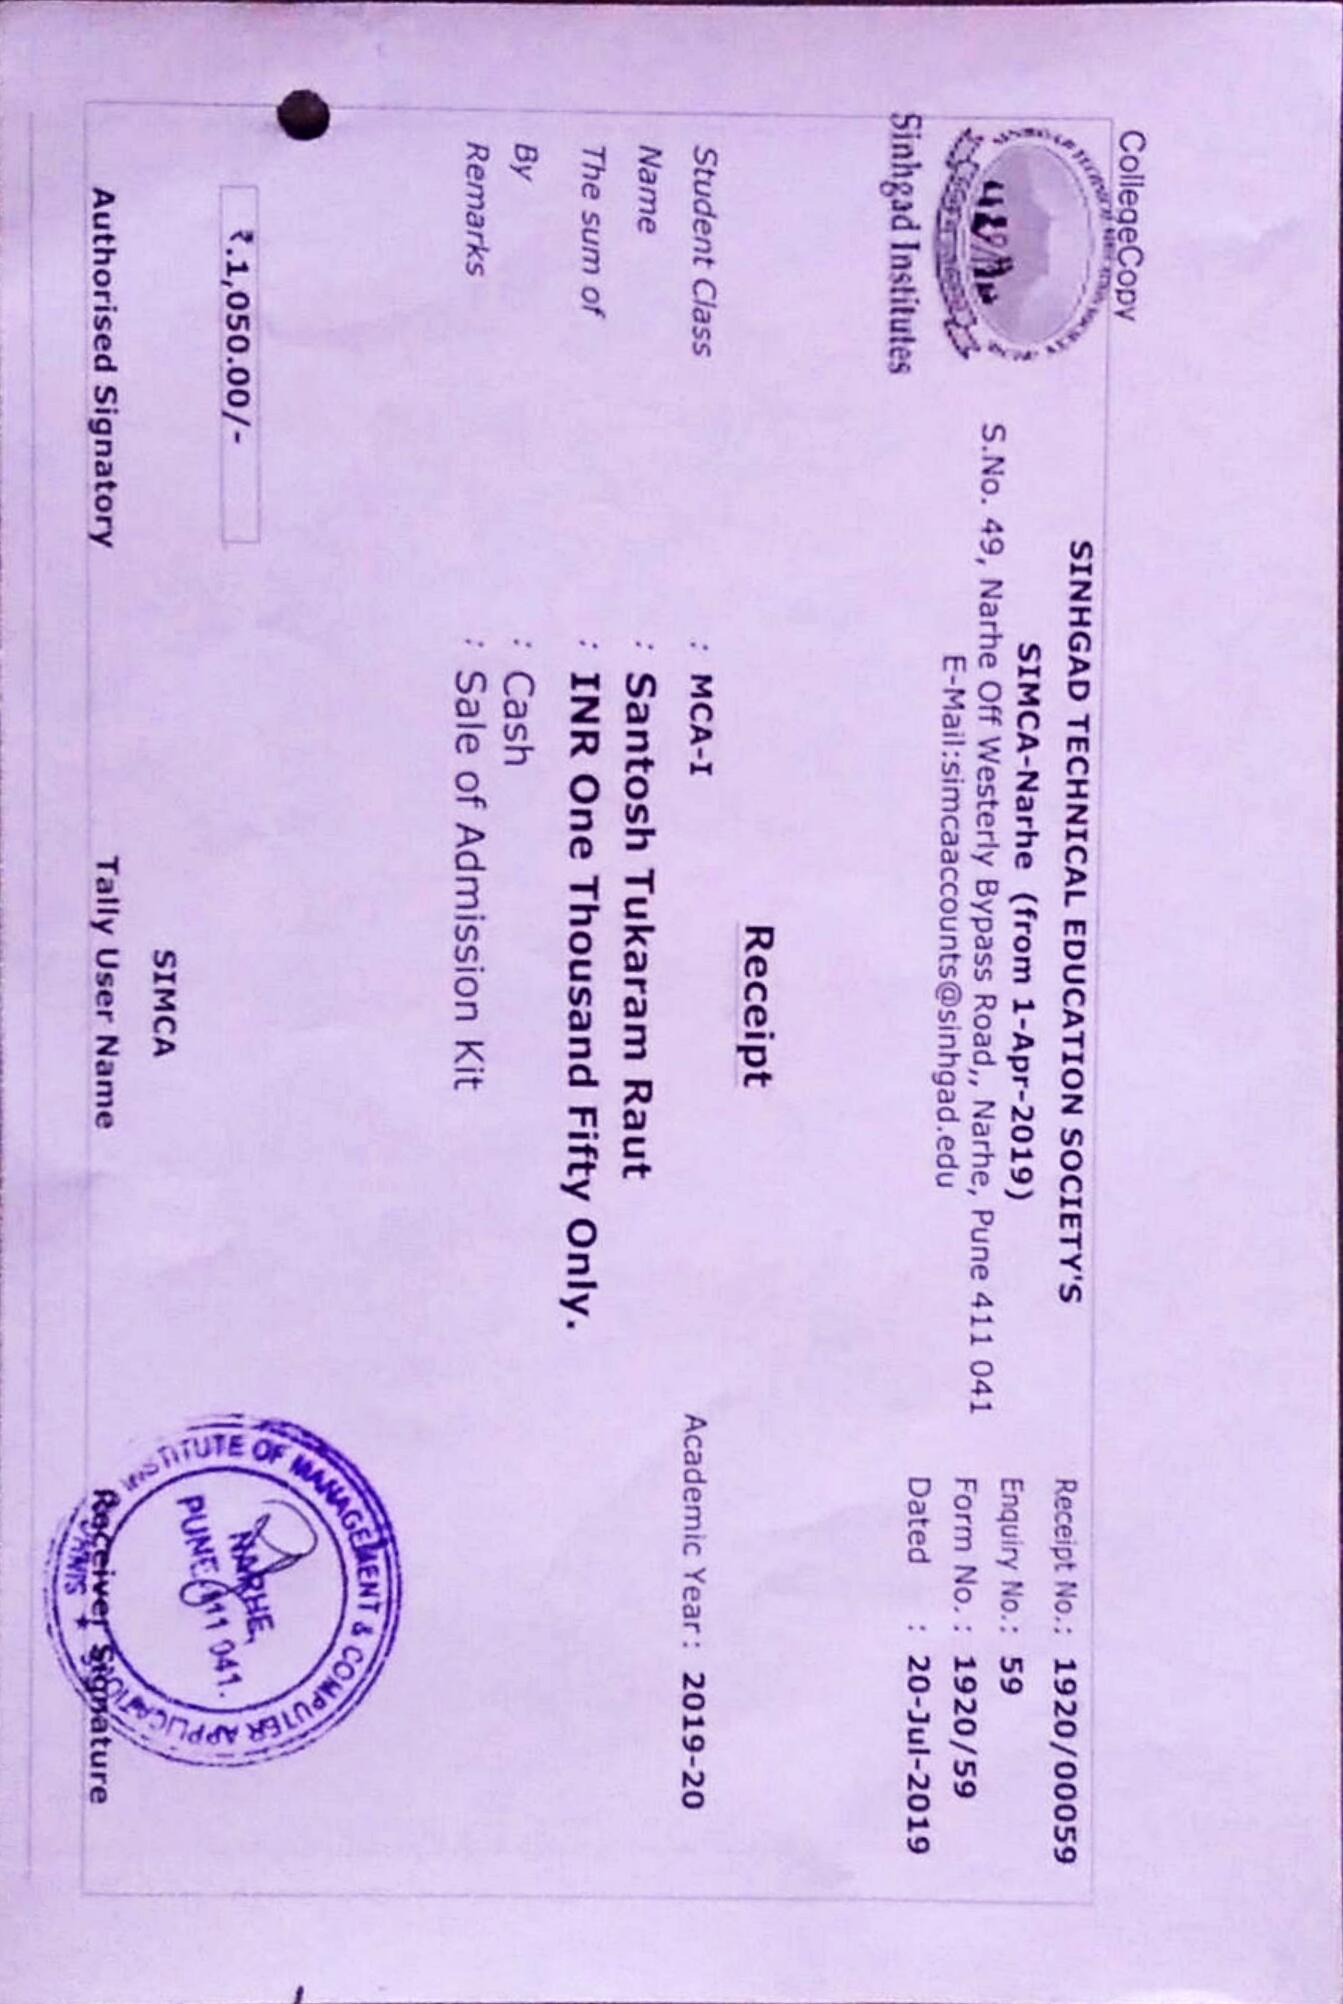 CollegeCopy
SINHGAD TECHNICAL EDUCATION SOCIETY'S
SIMCA-Narhe (from 1-Apr-2019)
S.No. 49, Narhe Off Westerly Bypass Road,, Narhe, Pune 411 041
E-Mail:simcaaccounts@sinhgad.edu
Sinhgad Institutes
Receipt No.: 1920/00059
Enquiry No.: 59
Form No. : 1920/59
Dated : 20-Jul-2019
Receipt
Student Class : MCA-I Academic Year : 2019-20
Name : Santosh Tukaram Raut
The sum of : INR One Thousand Fifty Only.
By : Cash
Remarks : Sale of Admission Kit
₹.1,050.00/-
SIMCA
Authorised Signatory Tally User Name Receiver Signature
INSTITUTE OF MANAGEMENT & COMPUTER APPLICATION
NARHE,
PUNE 411 041.